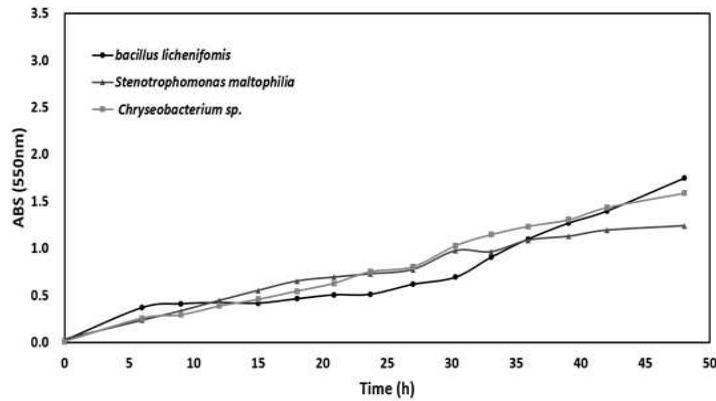 3.5
3.0
2.5
2.0
1.5
1.0
0.5
0.0
ABS (550nm)
bacillus lichenifomis
Stenotrophomonas maltophilia
Chryseobacterium sp.
0 5 10 15 20 25 30 35 40 45 50
Time (h)